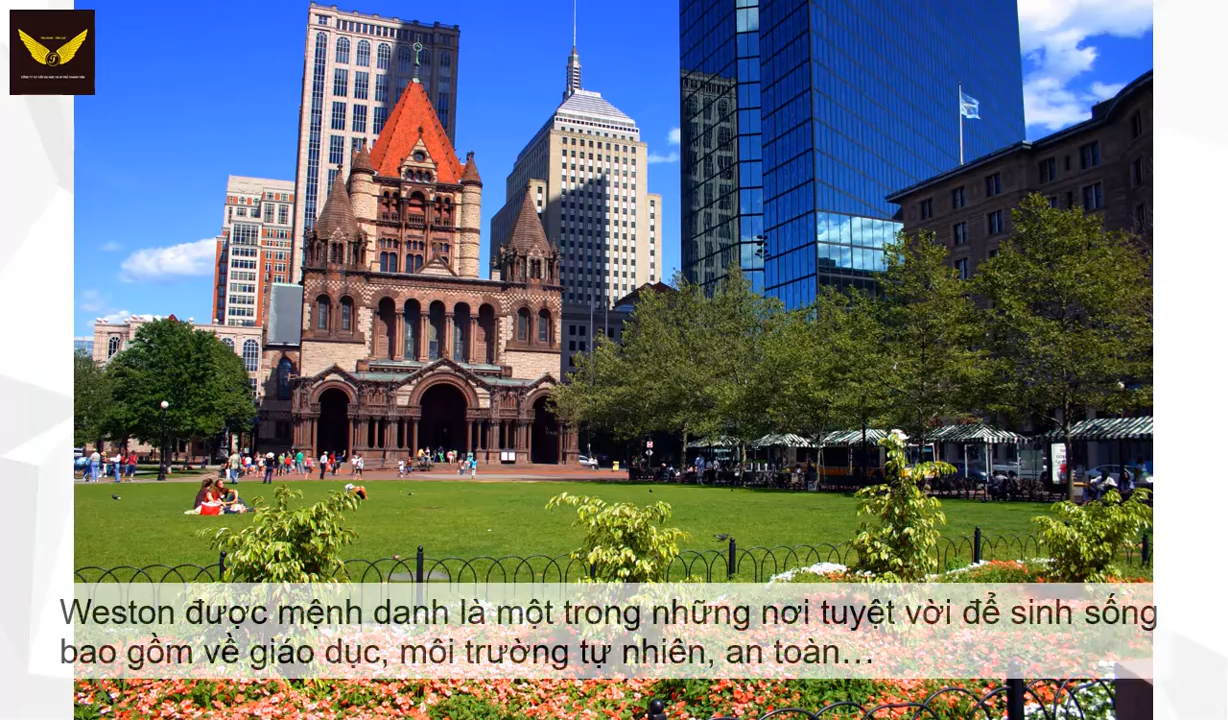 Weston được mệnh danh là một trong những nơi tuyệt vời để sinh sống
bao gồm về giáo dục, môi trường tự nhiên, an toàn…